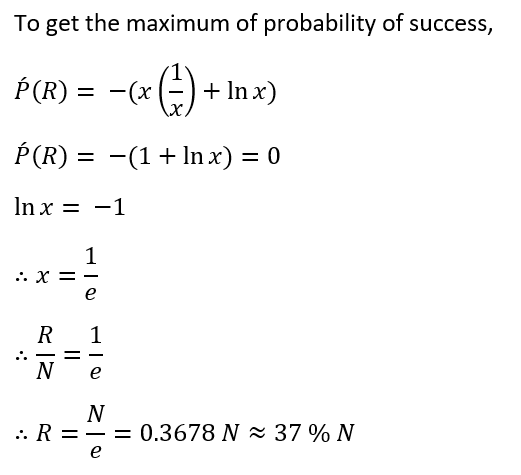 To get the maximum of probability of success,
Ṕ(R) = −(x (1/x) + ln x)
Ṕ(R) = −(1 + ln x) = 0
ln x = −1
∴ x = 1/e
∴ R/N = 1/e
∴ R = N/e = 0.3678 N ≈ 37 % N